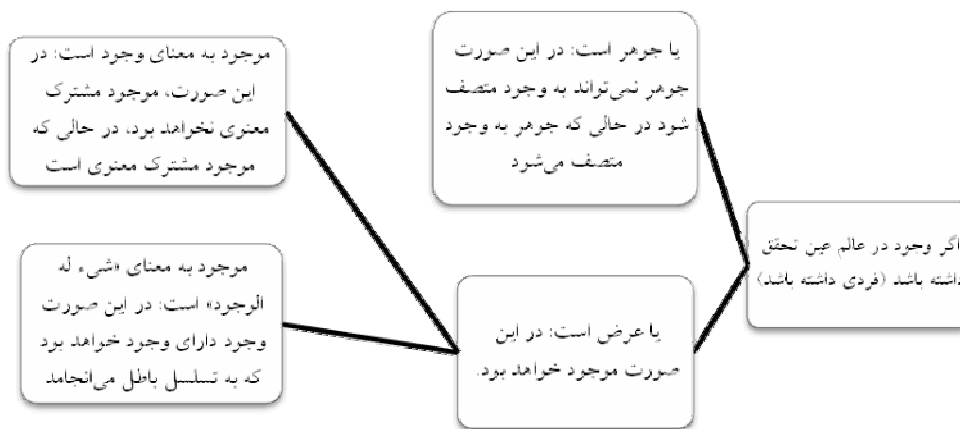 اگر وجود در عالم عین تحقق
داشته باشد (فردی داشته باشد)
یا جوهر است: در این صورت
جوهر نمی‌تواند به وجود متصف
شود در حالی که جوهر به وجود
متصف می‌شود
یا عرض است: در این
صورت موجود خواهد بود.
موجود به معنای وجود است: در
این صورت، موجود مشترک
معنوی نخواهد بود، در حالی که
موجود مشترک معنوی است
موجود به معنای «شیء له
الوجود» است: در این صورت
وجود دارای وجود خواهد بود
که به تسلسل باطل می‌انجامد